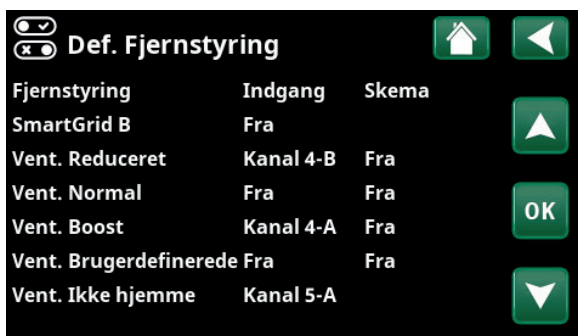 Def. Fjernstyring
Fjernstyring Indgang Skema
SmartGrid B Fra
Vent. Reduceret Kanal 4-B Fra
Vent. Normal Fra Fra
Vent. Boost Kanal 4-A Fra
Vent. Brugerdefinerede Fra Fra
Vent. Ikke hjemme Kanal 5-A
OK